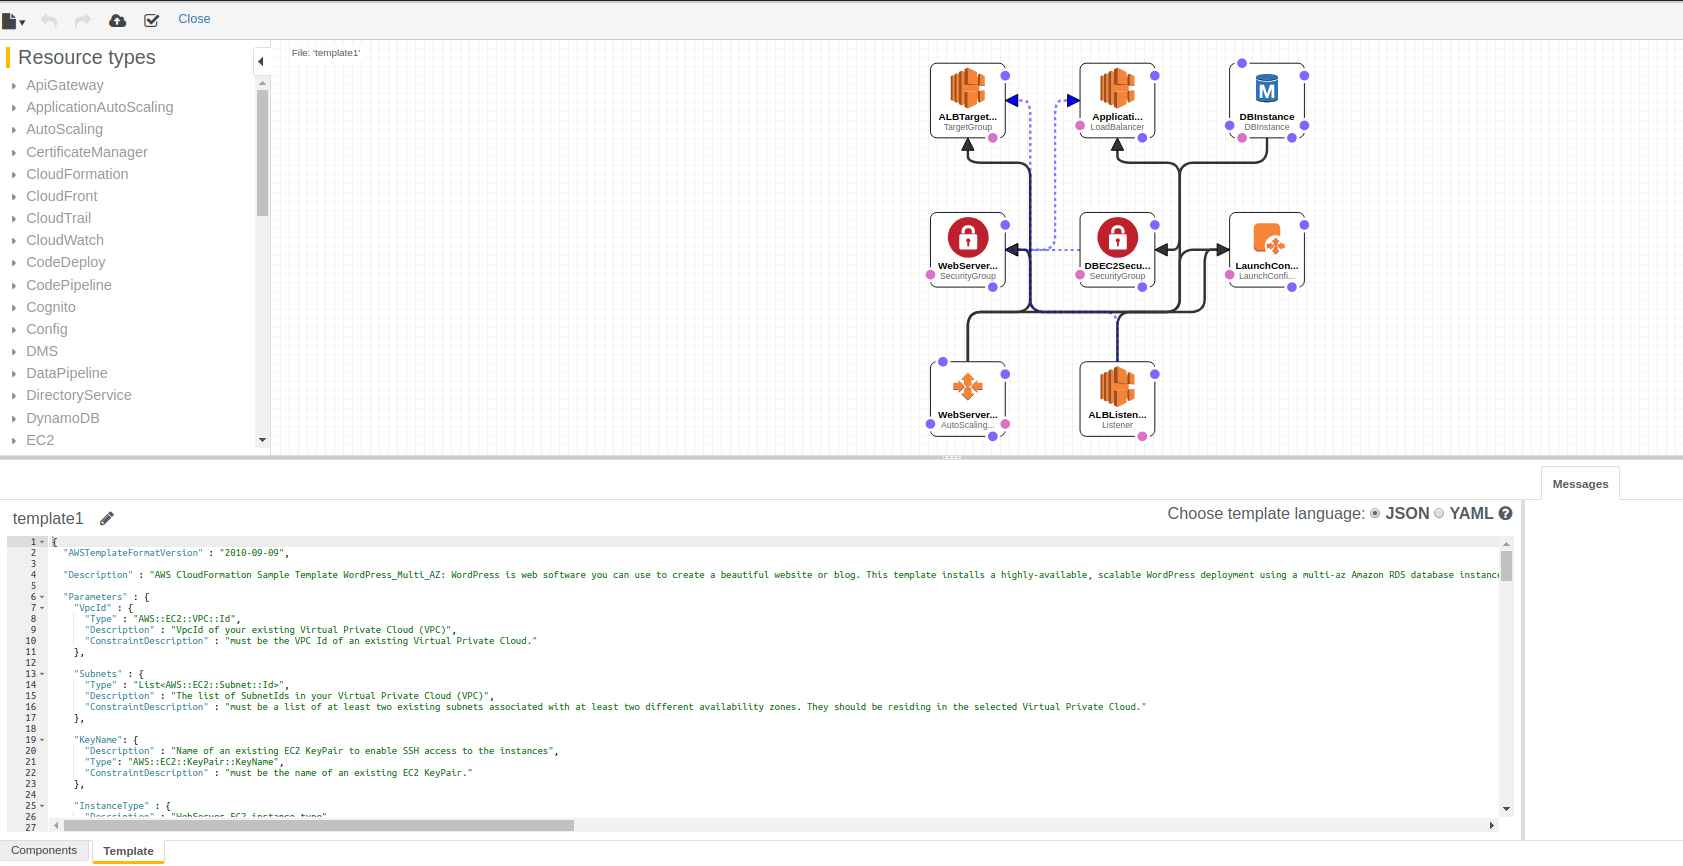 Close
Resource types
ApiGateway
ApplicationAutoScaling
AutoScaling
CertificateManager
CloudFormation
CloudFront
CloudTrail
CloudWatch
CodeDeploy
CodePipeline
Cognito
Config
DMS
DataPipeline
DirectoryService
DynamoDB
EC2
File: 'template1'
ALBTarget...
TargetGroup
Applicati...
LoadBalancer
M
DBInstance
DBInstance
WebServer...
SecurityGroup
DBEC2Secu...
SecurityGroup
LaunchCon...
LaunchConfi...
WebServer...
AutoScaling...
ALBListen...
Listener
Messages
template1
Choose template language: JSON YAML ?
1 {
2 "AWSTemplateFormatVersion" : "2010-09-09",
3
4 "Description" : "AWS CloudFormation Sample Template WordPress_Multi_AZ: WordPress is web software you can use to create a beautiful website or blog. This template installs a highly-available, scalable WordPress deployment using a multi-az Amazon RDS database instance
5
6 "Parameters" : {
7 "VpcId" : {
8 "Type" : "AWS::EC2::VPC::Id",
9 "Description" : "VpcId of your existing Virtual Private Cloud (VPC)",
10 "ConstraintDescription" : "must be the VPC Id of an existing Virtual Private Cloud."
11 },
12
13 "Subnets" : {
14 "Type" : "List<AWS::EC2::Subnet::Id>",
15 "Description" : "The list of SubnetIds in your Virtual Private Cloud (VPC)",
16 "ConstraintDescription" : "must be a list of at least two existing subnets associated with at least two different availability zones. They should be residing in the selected Virtual Private Cloud."
17 },
18
19 "KeyName": {
20 "Description" : "Name of an existing EC2 KeyPair to enable SSH access to the instances",
21 "Type": "AWS::EC2::KeyPair::KeyName",
22 "ConstraintDescription" : "must be the name of an existing EC2 KeyPair."
23 },
24
25 "InstanceType" : {
26 "Description" : "WebServer EC2 instance type",
27
Components
Template